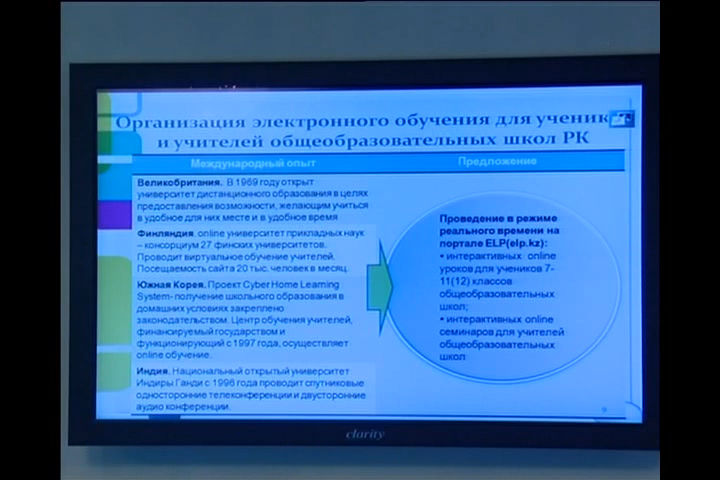 Организация электронного обучения для ученик
и учителей общеобразовательных школ РК
Международный опыт
Предложение
Великобритания. В 1969 году открыт
университет дистанционного образования в целях
предоставления возможности, желающим учиться
в удобное для них месте и в удобное время
Финляндия. online университет прикладных наук
– консорциум 27 финских университетов.
Проводит виртуальное обучение учителей.
Посещаемость сайта 20 тыс. человек в месяц.
Южная Корея. Проект Cyber Home Learning
System- получение школьного образования в
домашних условиях закреплено
законодательством. Центр обучения учителей,
финансируемый государством и
функционирующий с 1997 года, осуществляет
online обучение.
Индия. Национальный открытый университет
Индиры Ганди с 1996 года проводит спутниковые
односторонние телеконференции и двусторонние
аудио конференции.
Проведение в режиме
реального времени на
портале ELP(elp.kz):
• интерактивных online
уроков для учеников 7-
11(12) классов
общеобразовательных
школ;
• интерактивных online
семинаров для учителей
общеобразовательных
школ
9
clarity